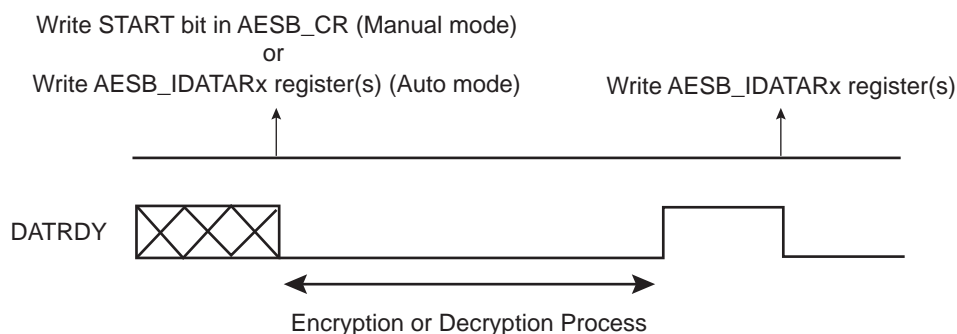 Write START bit in AESB_CR (Manual mode)
or
Write AESB_IDATARx register(s) (Auto mode)
Write AESB_IDATARx register(s)
DATRDY
Encryption or Decryption Process